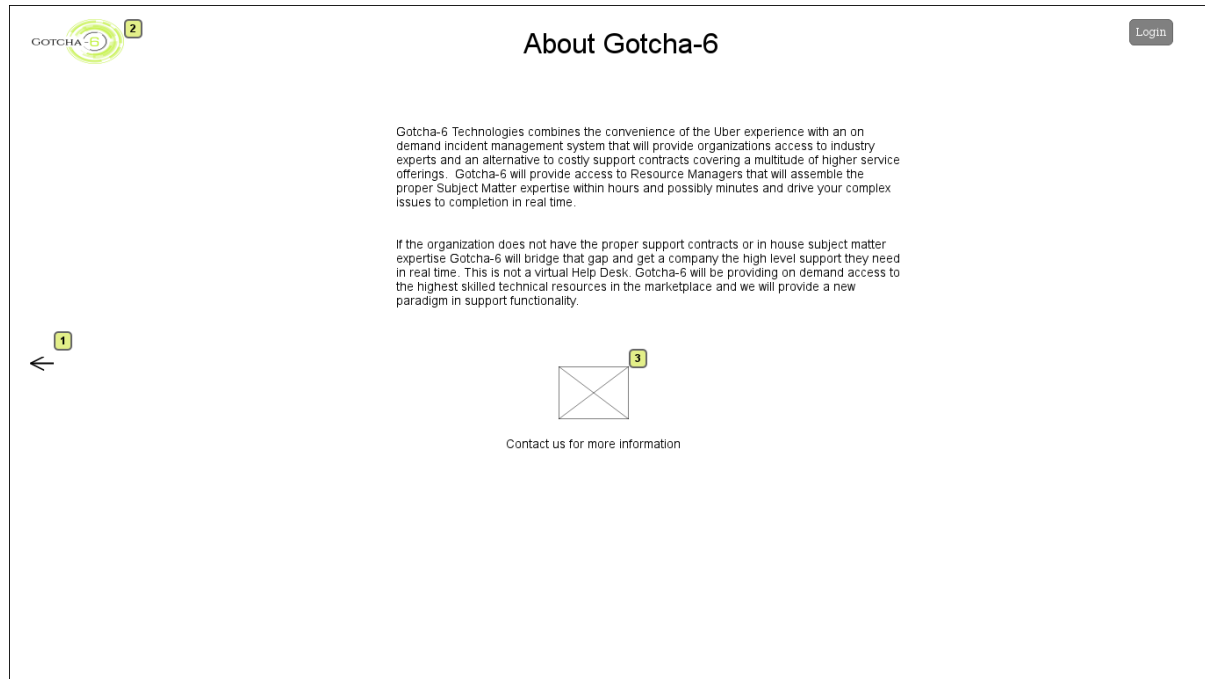 GOTCHA-6
2
About Gotcha-6
Login
Gotcha-6 Technologies combines the convenience of the Uber experience with an on
demand incident management system that will provide organizations access to industry
experts and an alternative to costly support contracts covering a multitude of higher service
offerings.  Gotcha-6 will provide access to Resource Managers that will assemble the
proper Subject Matter expertise within hours and possibly minutes and drive your complex
issues to completion in real time.
If the organization does not have the proper support contracts or in house subject matter
expertise Gotcha-6 will bridge that gap and get a company the high level support they need
in real time. This is not a virtual Help Desk. Gotcha-6 will be providing on demand access to
the highest skilled technical resources in the marketplace and we will provide a new
paradigm in support functionality.
1
3
Contact us for more information